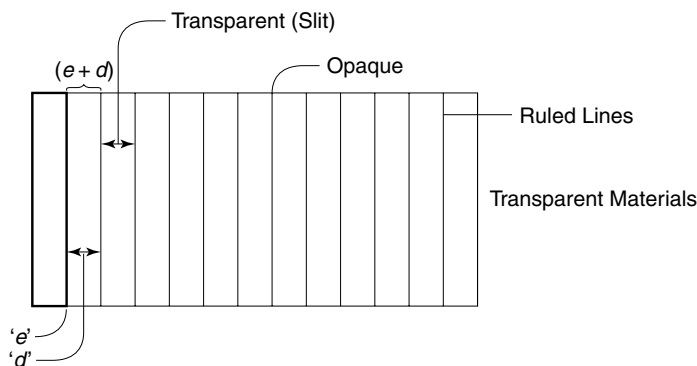 Transparent (Slit)
(e + d)
Opaque
Ruled Lines
Transparent Materials
‘e’
‘d’